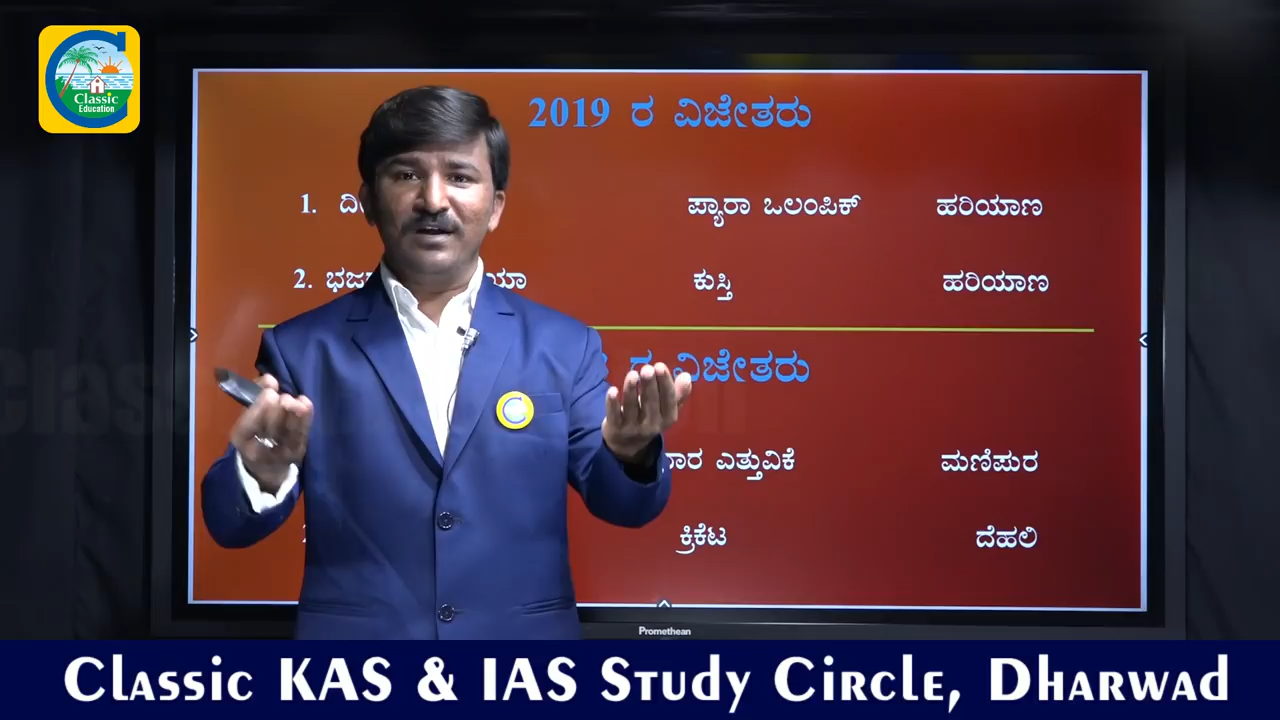 Classic
Education
2019 ರ ವಿಜೇತರು
1. ಪ್ಯಾರಾ ಒಲಂಪಿಕ್ ಹರಿಯಾಣ
2. ಕುಸ್ತಿ ಹರಿಯಾಣ
ರ ವಿಜೇತರು
ಎತ್ತುವಿಕೆ ಮಣಿಪುರ
ಕ್ರಿಕೆಟ ದೆಹಲಿ
Promethean
Classic KAS & IAS Study Circle, Dharwad